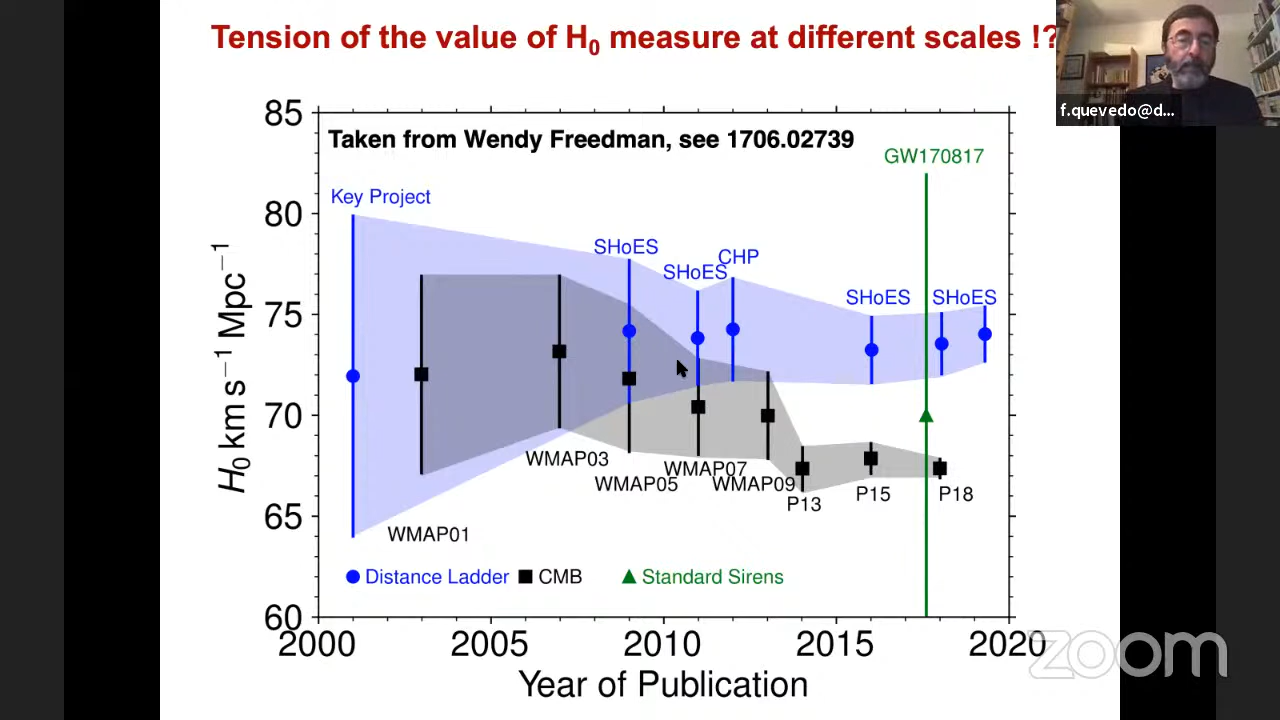 Tension of the value of H0 measure at different scales !?
f.quevedo@d...
Taken from Wendy Freedman, see 1706.02739
GW170817
Key Project
SHoES
CHP
SHoES
SHoES
SHoES
WMAP03
WMAP07
WMAP05
WMAP09
P13
P15
P18
WMAP01
Distance Ladder
CMB
Standard Sirens
85
80
75
70
65
60
H0 km s−1 Mpc−1
2000
2005
2010
2015
2020
Year of Publication
zoom